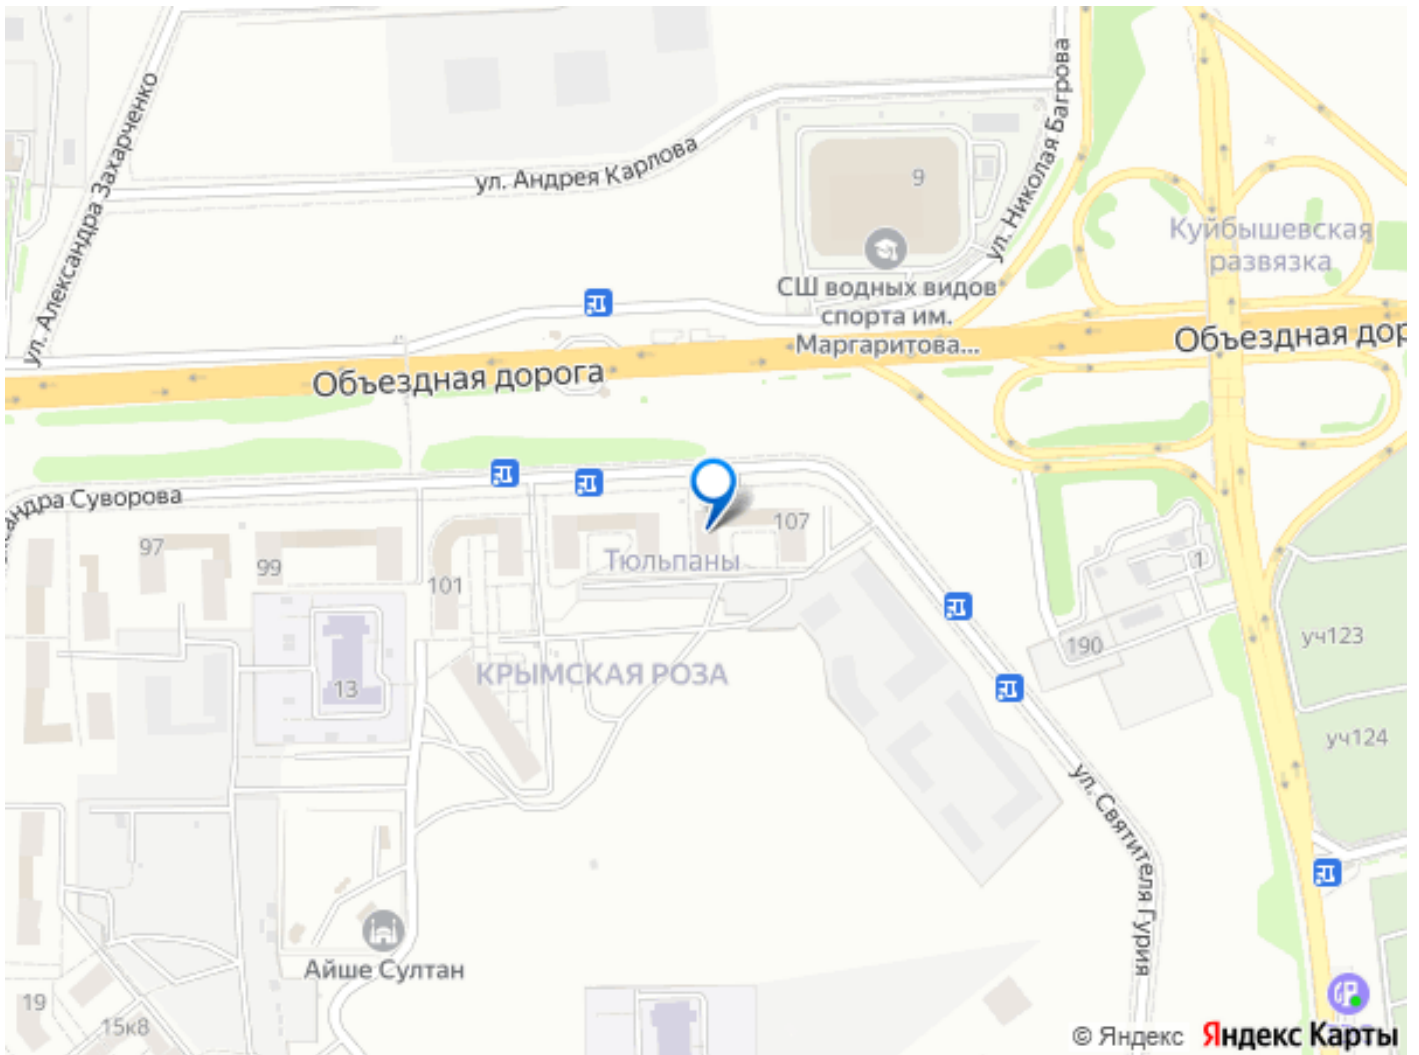 ул. Александра Захарченко
ул. Андрея Карлова
9
ул. Николая Багрова
Куйбышевская
развязка
СШ водных видов
спорта им.
Маргаритова...
Объездная дорога
Объездная дор
ксандра Суворова
97
99
101
107
Тюльпаны
1
190
уч123
13
КРЫМСКАЯ РОЗА
уч124
ул. Святителя Гурия
Айше Султан
19
15к8
© Яндекс Яндекс Карты